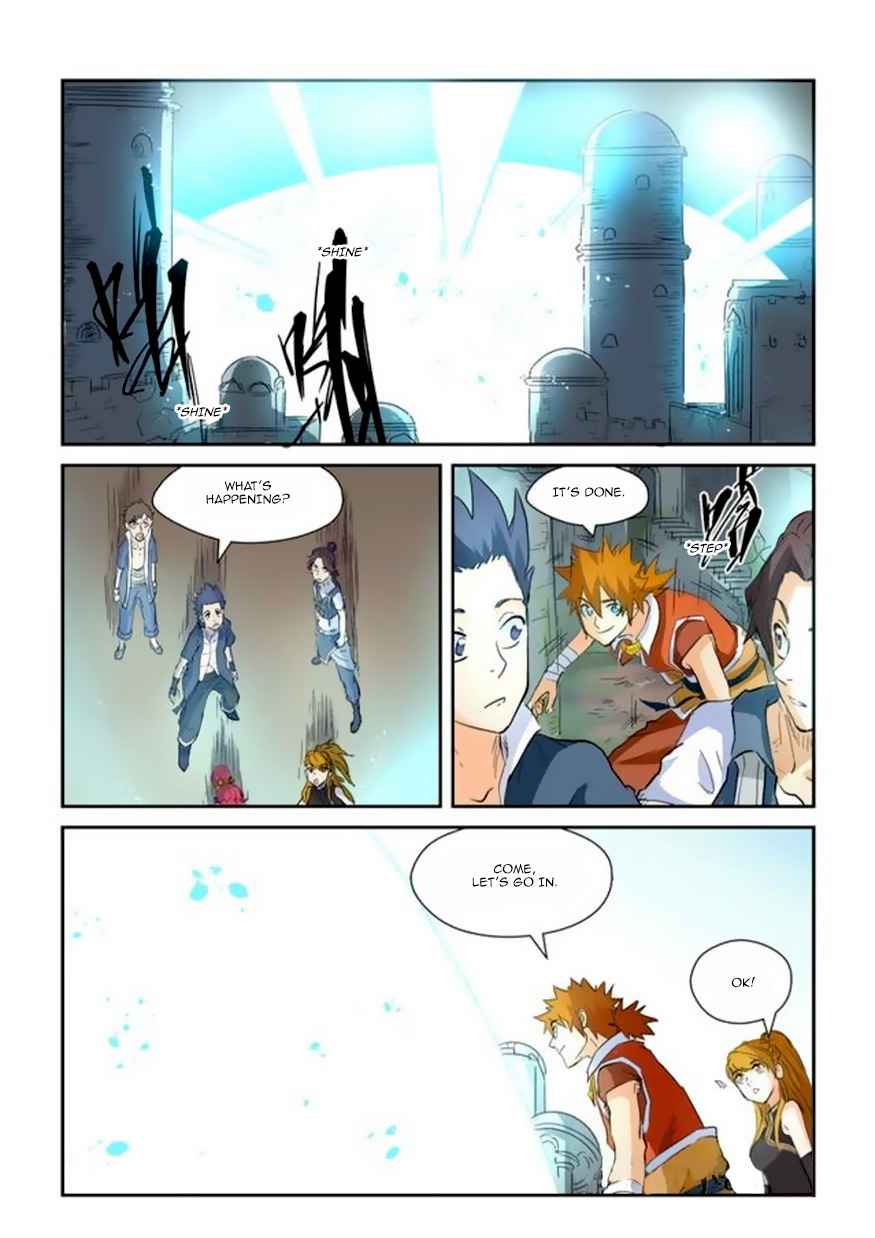 *SHINE*
*SHINE*
WHAT'S
HAPPENING?
IT'S DONE.
*STEP*
COME,
LET'S GO IN.
OK!